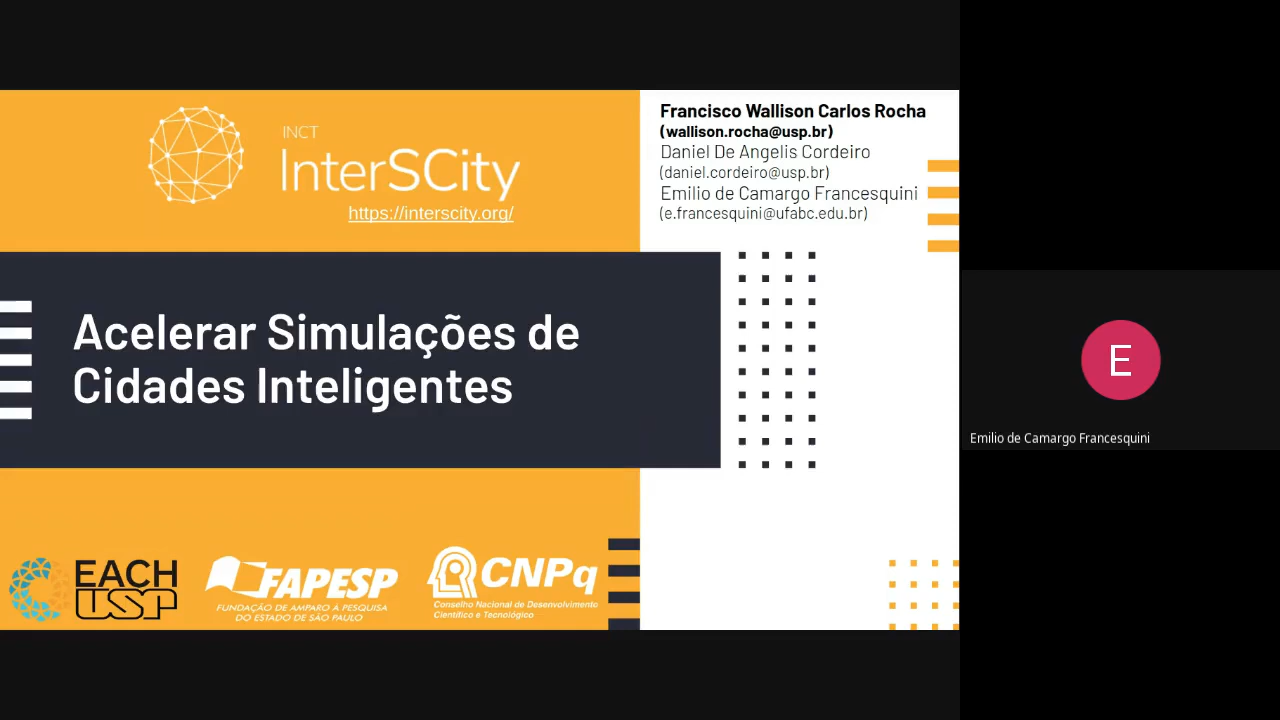 INCT
InterSCity
https://interscity.org/
Francisco Wallison Carlos Rocha
(wallison.rocha@usp.br)
Daniel De Angelis Cordeiro
(daniel.cordeiro@usp.br)
Emilio de Camargo Francesquini
(e.francesquini@ufabc.edu.br)
Acelerar Simulações de
Cidades Inteligentes
E
Emilio de Camargo Francesquini
EACH
USP
FAPESP
FUNDAÇÃO DE AMPARO À PESQUISA
DO ESTADO DE SÃO PAULO
CNPq
Conselho Nacional de Desenvolvimento
Científico e Tecnológico